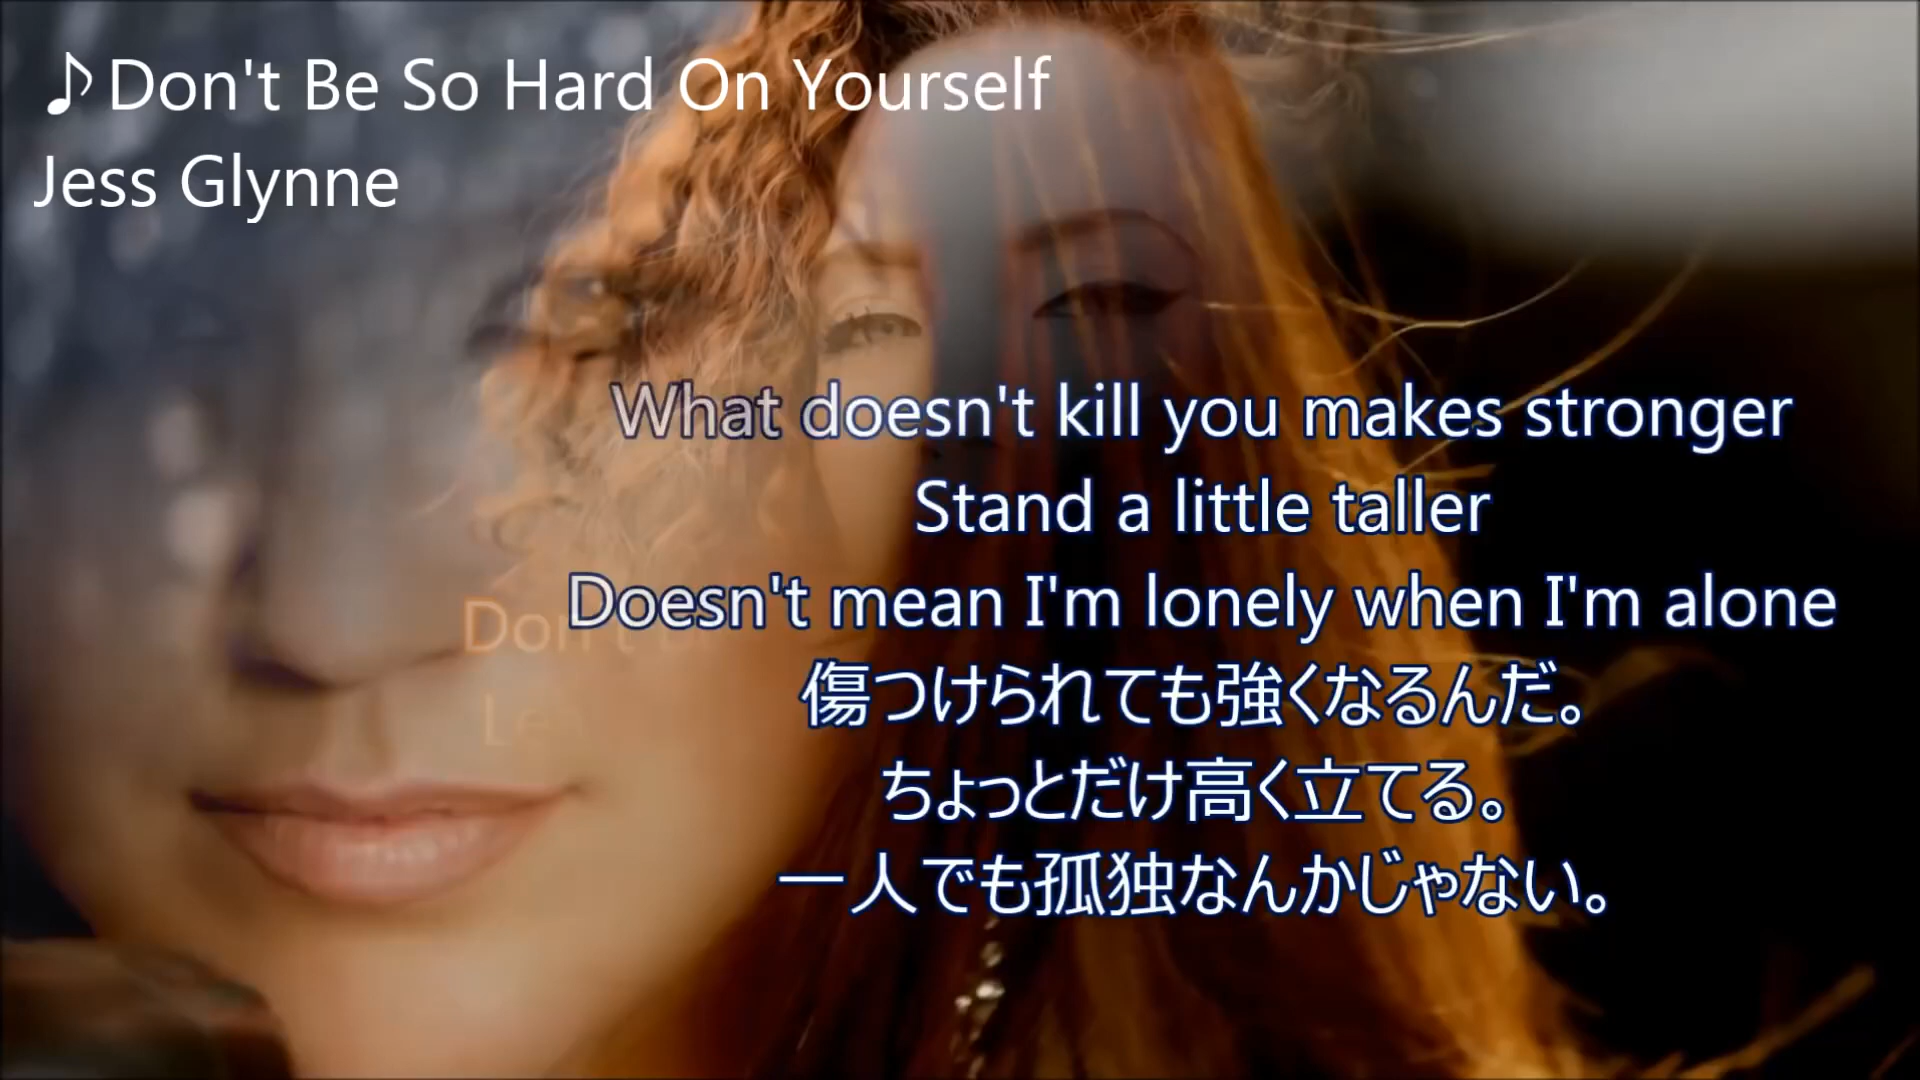 ♪Don't Be So Hard On Yourself
Jess Glynne
What doesn't kill you makes stronger
Stand a little taller
Doesn't mean I'm lonely when I'm alone
傷つけられても強くなるんだ。
ちょっとだけ高く立てる。
一人でも孤独なんかじゃない。
Don't